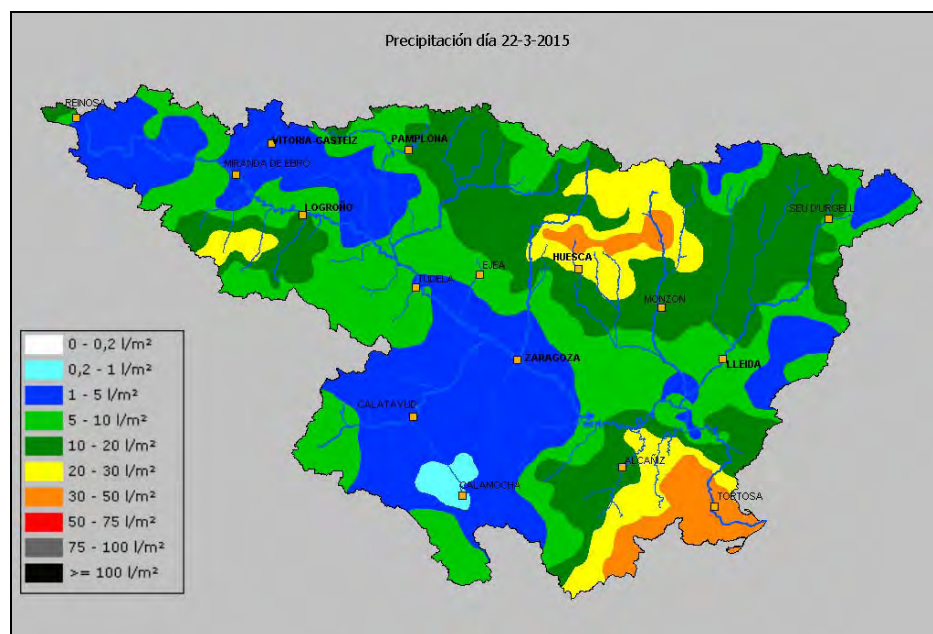 Precipitación día 22-3-2015
REINOSA
VITORIA-GASTEIZ
PAMPLONA
MIRANDA DE EBRO
LOGROÑO
SEU D'URGELL
HUESCA
EJEA
TUDELA
MONZON
ZARAGOZA
LLEIDA
CALATAYUD
ALCAÑIZ
CALAMOCHA
TORTOSA
0 - 0,2 l/m²
0,2 - 1 l/m²
1 - 5 l/m²
5 - 10 l/m²
10 - 20 l/m²
20 - 30 l/m²
30 - 50 l/m²
50 - 75 l/m²
75 - 100 l/m²
>= 100 l/m²